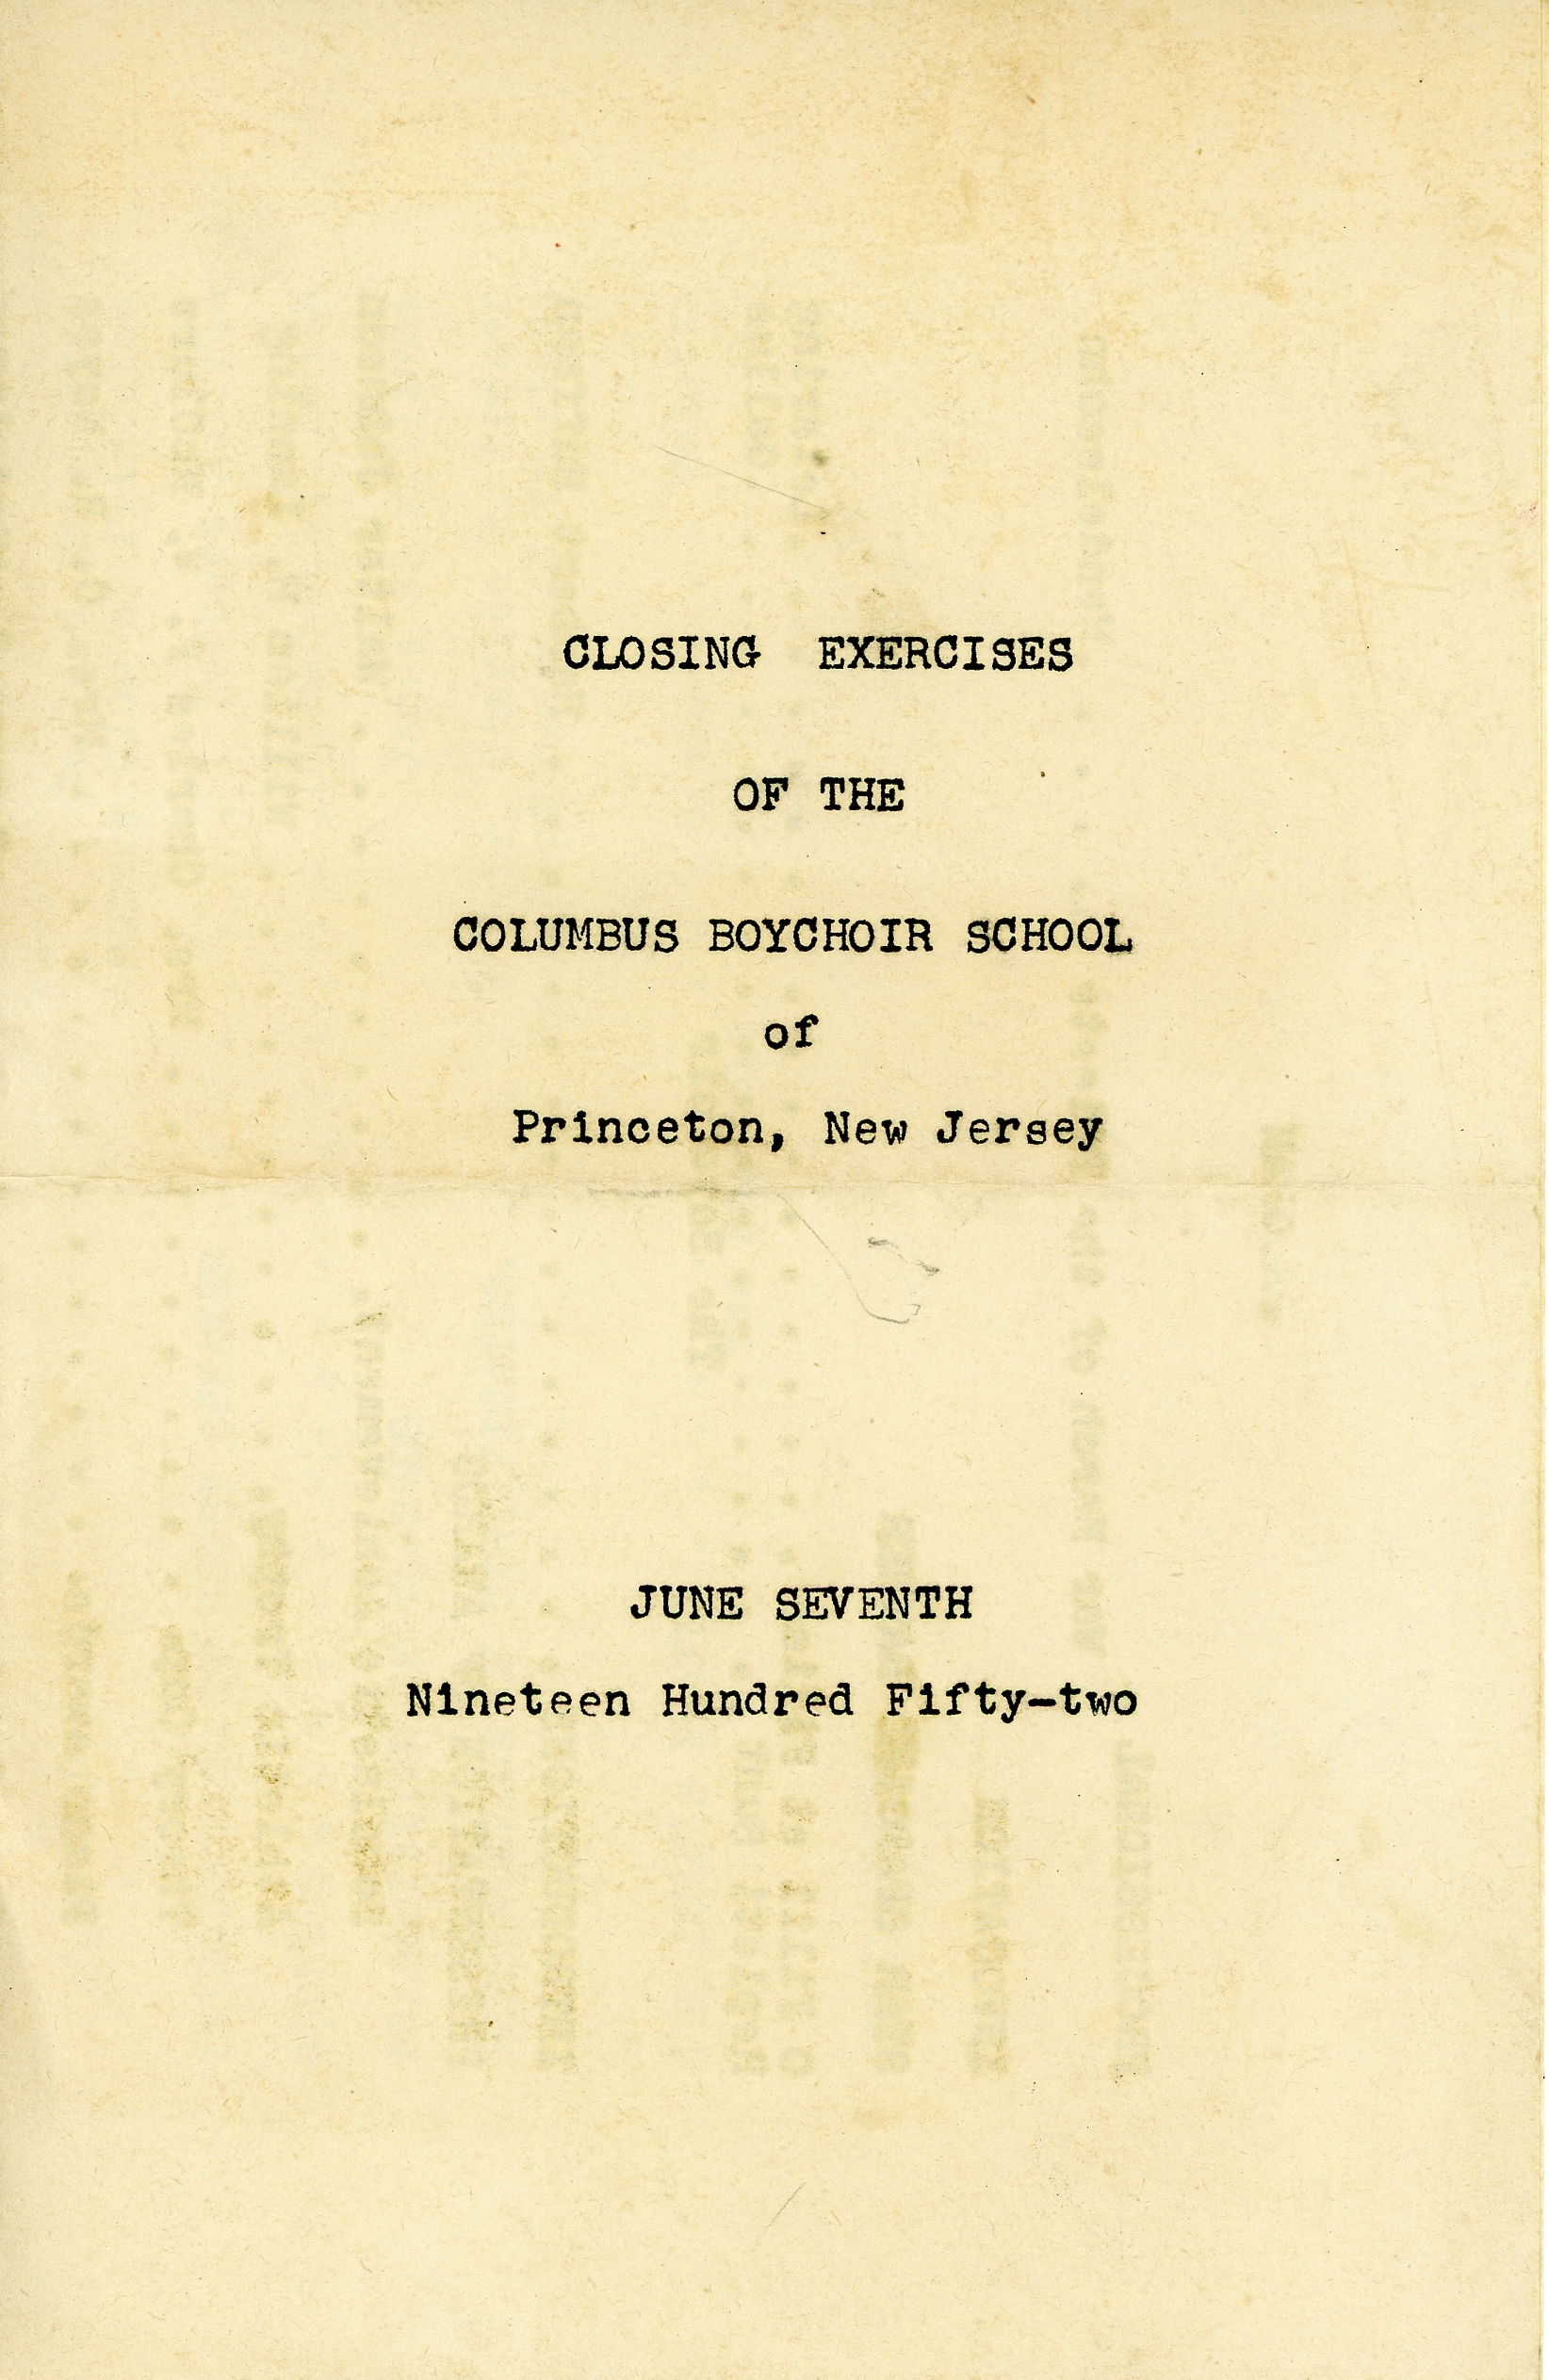 CLOSING EXERCISES
OF THE
COLUMBUS BOYCHOIR SCHOOL
of
Princeton, New Jersey
JUNE SEVENTH
Nineteen Hundred Fifty-two